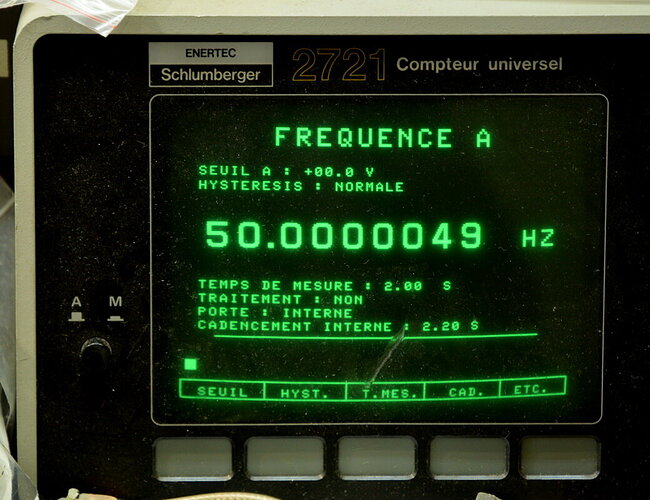 ENERTEC
Schlumberger
2721 Compteur universel
FREQUENCE A
SEUIL A : +00.0 V
HYSTERESIS : NORMALE
50.0000049 HZ
TEMPS DE MESURE : 2.00 S
TRAITEMENT : NON
PORTE : INTERNE
CADENCEMENT INTERNE : 2.20 S
A M
SEUIL HYST. T.MES. CAD. ETC.